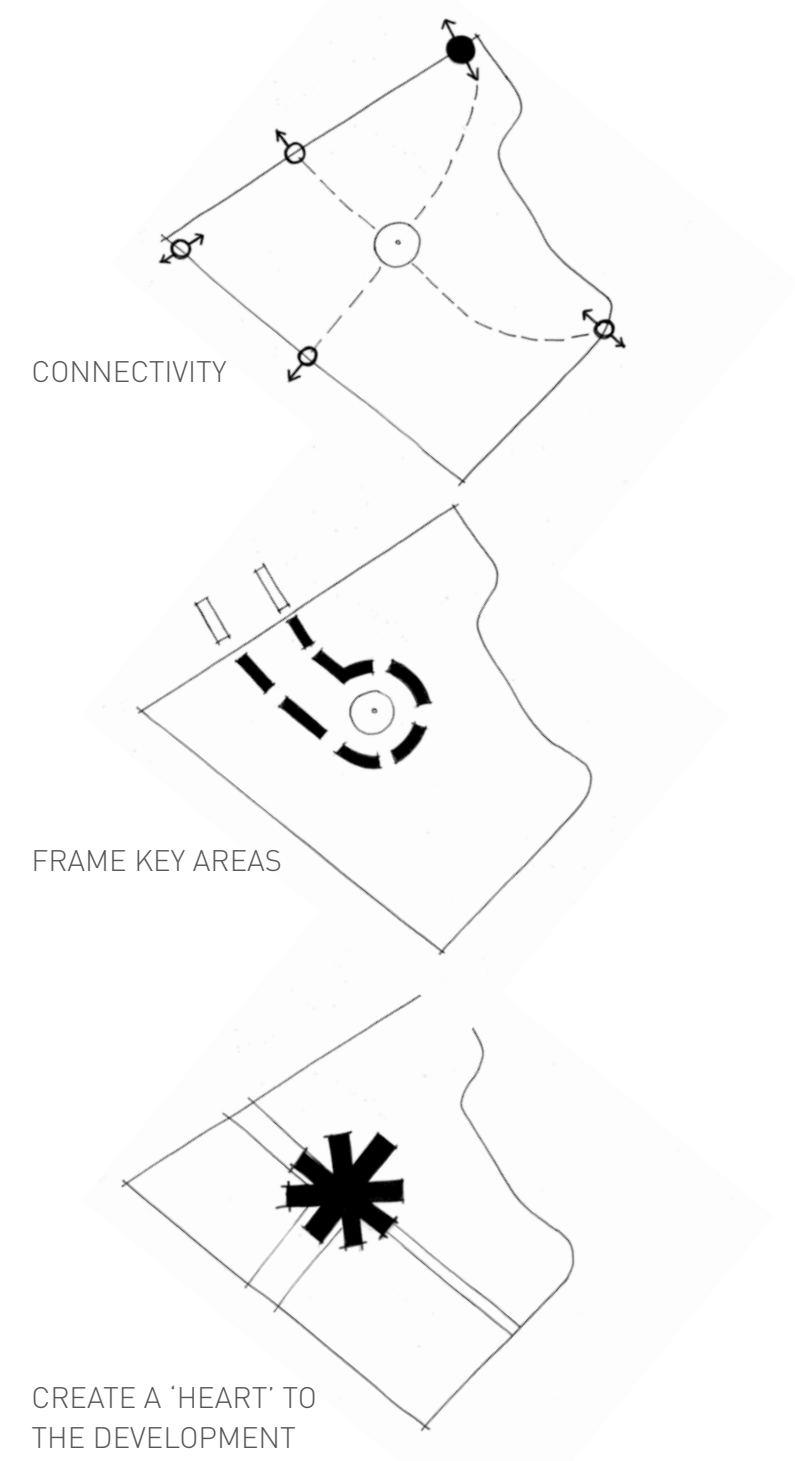 CONNECTIVITY
FRAME KEY AREAS
CREATE A ‘HEART’ TO
THE DEVELOPMENT